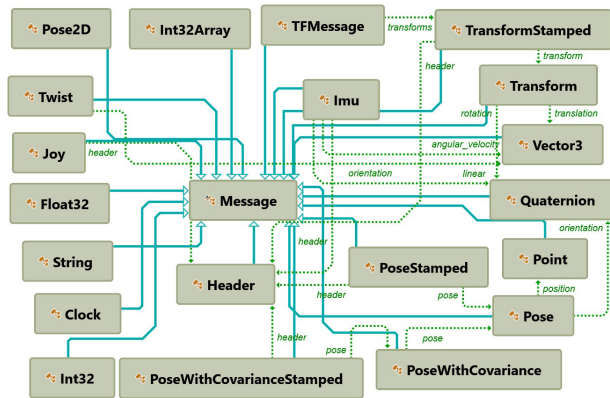 Pose2D
Int32Array
TFMessage
transforms
TransformStamped
header
transform
Twist
Imu
Transform
rotation
translation
Joy
header
angular_velocity
Vector3
orientation
linear
Float32
Message
Quaternion
orientation
String
header
PoseStamped
Point
Header
header
pose
position
Clock
Pose
header
pose
pose
Int32
PoseWithCovarianceStamped
PoseWithCovariance